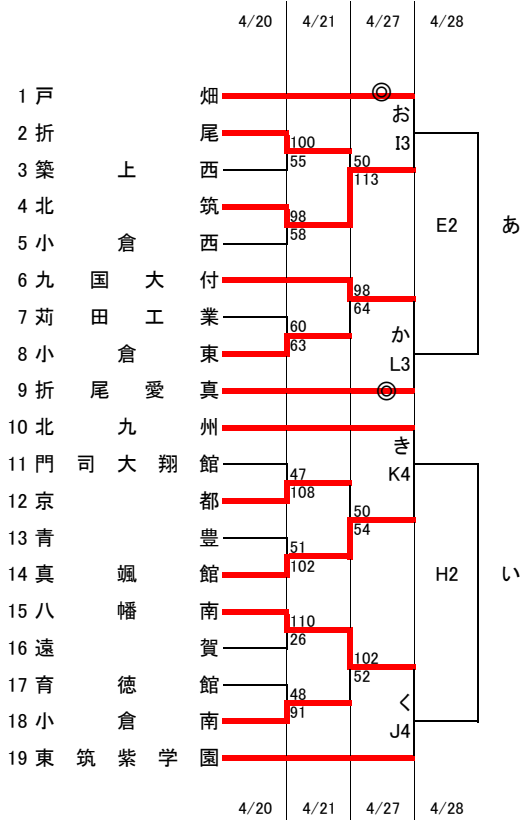 4/20 4/21 4/27 4/28
1 戸畑 ◎
お
2 折尾 100
I3
3 築上西 55 50
113
4 北筑 98
E2 あ
5 小倉西 58
6 九国大付 98
64
7 苅田工業 60
か
8 小倉東 63
L3
9 折尾愛真 ◎
10 北九州
き
11 門司大翔館 47
K4
12 京都 108 50
54
13 青豊 51
14 真颯館 102
H2 い
15 八幡南 110
16 遠賀 26 102
52
17 育徳館 48
く
18 小倉南 91
J4
19 東筑紫学園
4/20 4/21 4/27 4/28